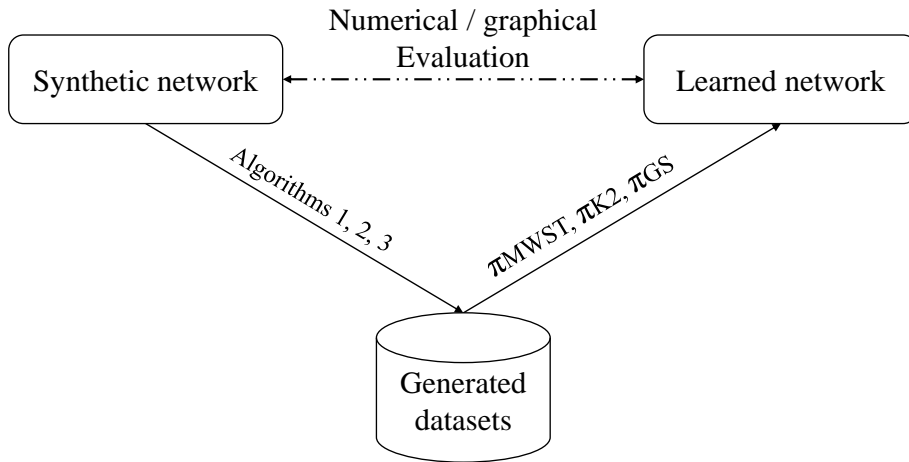 Numerical / graphical
Evaluation
Synthetic network
Learned network
Algorithms 1, 2, 3
πMWST, πK2, πGS
Generated
datasets